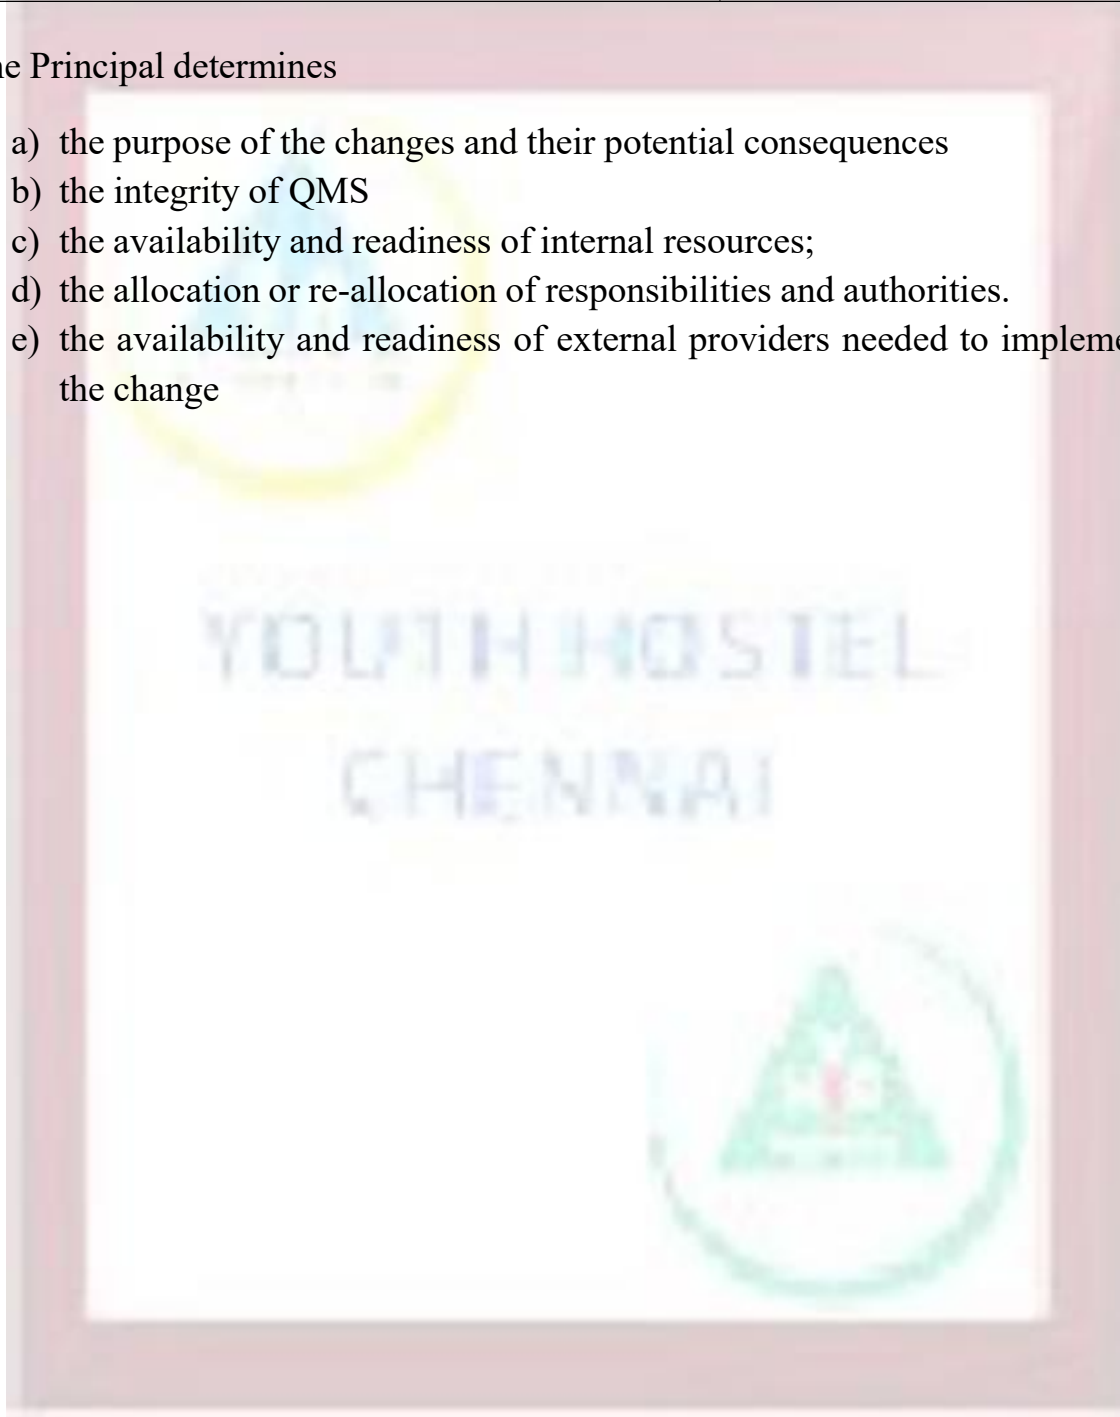 e Principal determines
a) the purpose of the changes and their potential consequences
b) the integrity of QMS
c) the availability and readiness of internal resources;
d) the allocation or re-allocation of responsibilities and authorities.
e) the availability and readiness of external providers needed to impleme
the change
YOUTH HOSTEL
CHENNAI